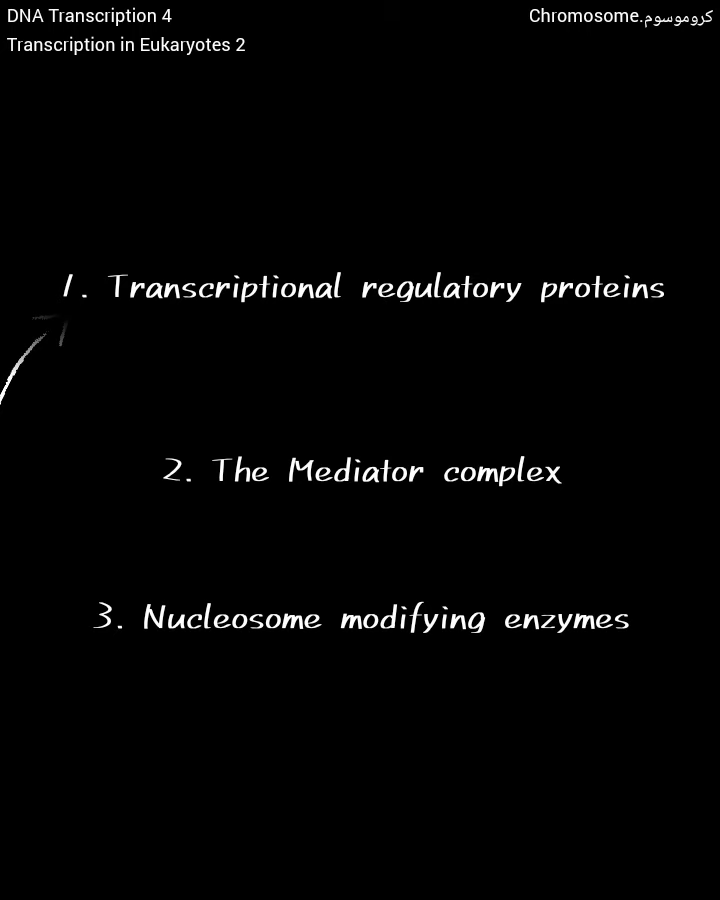 DNA Transcription 4
Chromosome.كروموسوم
Transcription in Eukaryotes 2
1. Transcriptional regulatory proteins
2. The Mediator complex
3. Nucleosome modifying enzymes